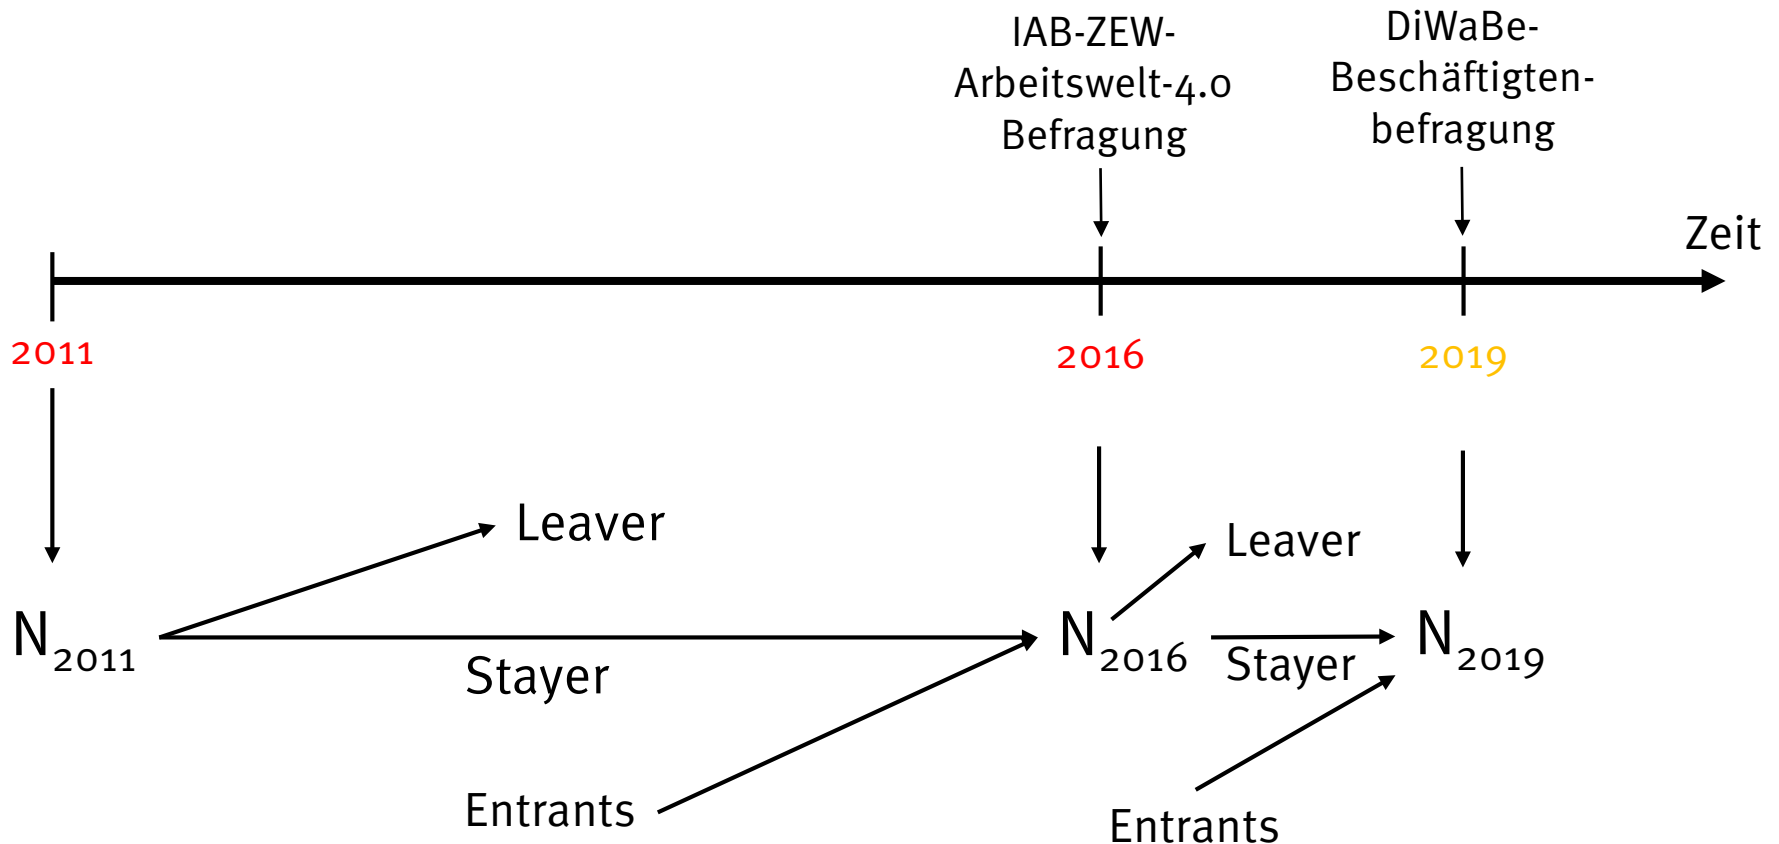 IAB-ZEW-
Arbeitswelt-4.0
Befragung
DiWaBe-
Beschäftigten-
befragung
Zeit
2011
2016
2019
Leaver
Leaver
N2011
N2016
N2019
Stayer
Stayer
Entrants
Entrants